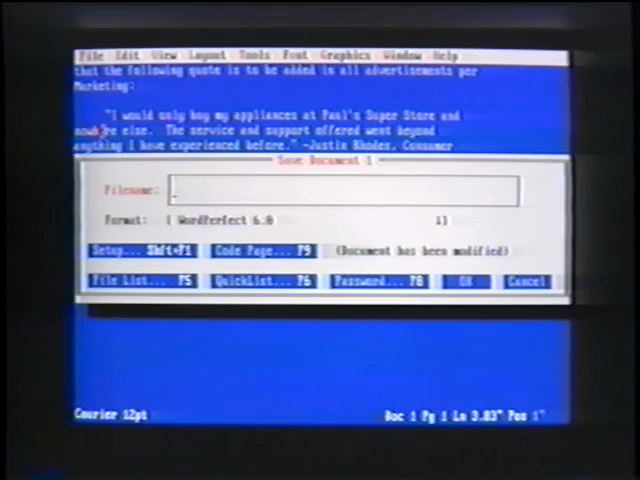 File Edit View Layout Tools Font Graphics Window Help
that the following quote is to be added in all advertisements per
Marketing:
"I would only buy my appliances at Paul's Super Store and
nowhere else. The service and support offered went beyond
anything I have experienced before." -Justin Rhodes, Consumer
Save Document 1
Filename:
Format: [ WordPerfect 6.0 ↕]
Setup... Shft+F1 Code Page... F9 (Document has been modified)
File List... F5 QuickList... F6 Password... F8 OK Cancel
Courier 12pt Doc 1 Pg 1 Ln 3.83" Pos 1"